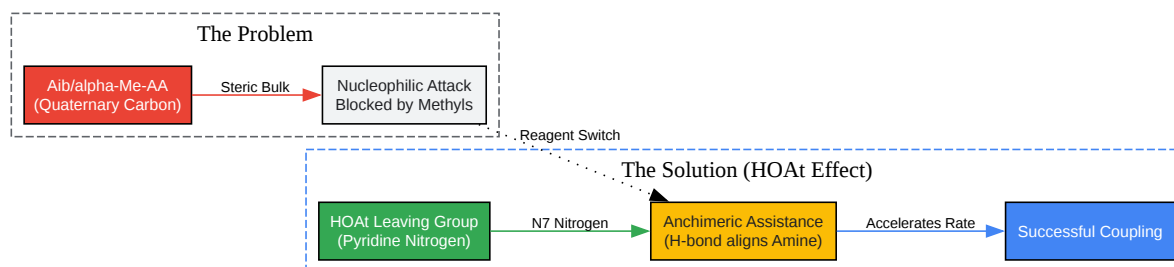 The Problem
Aib/alpha-Me-AA
(Quaternary Carbon)
Steric Bulk
Nucleophilic Attack
Blocked by Methyls
Reagent Switch
The Solution (HOAt Effect)
HOAt Leaving Group
(Pyridine Nitrogen)
N7 Nitrogen
Anchimeric Assistance
(H-bond aligns Amine)
Accelerates Rate
Successful Coupling